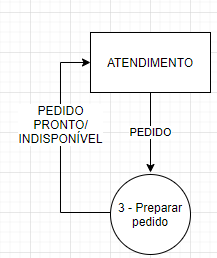 ATENDIMENTO
PEDIDO
PRONTO/
INDISPONÍVEL
PEDIDO
3 - Preparar
pedido